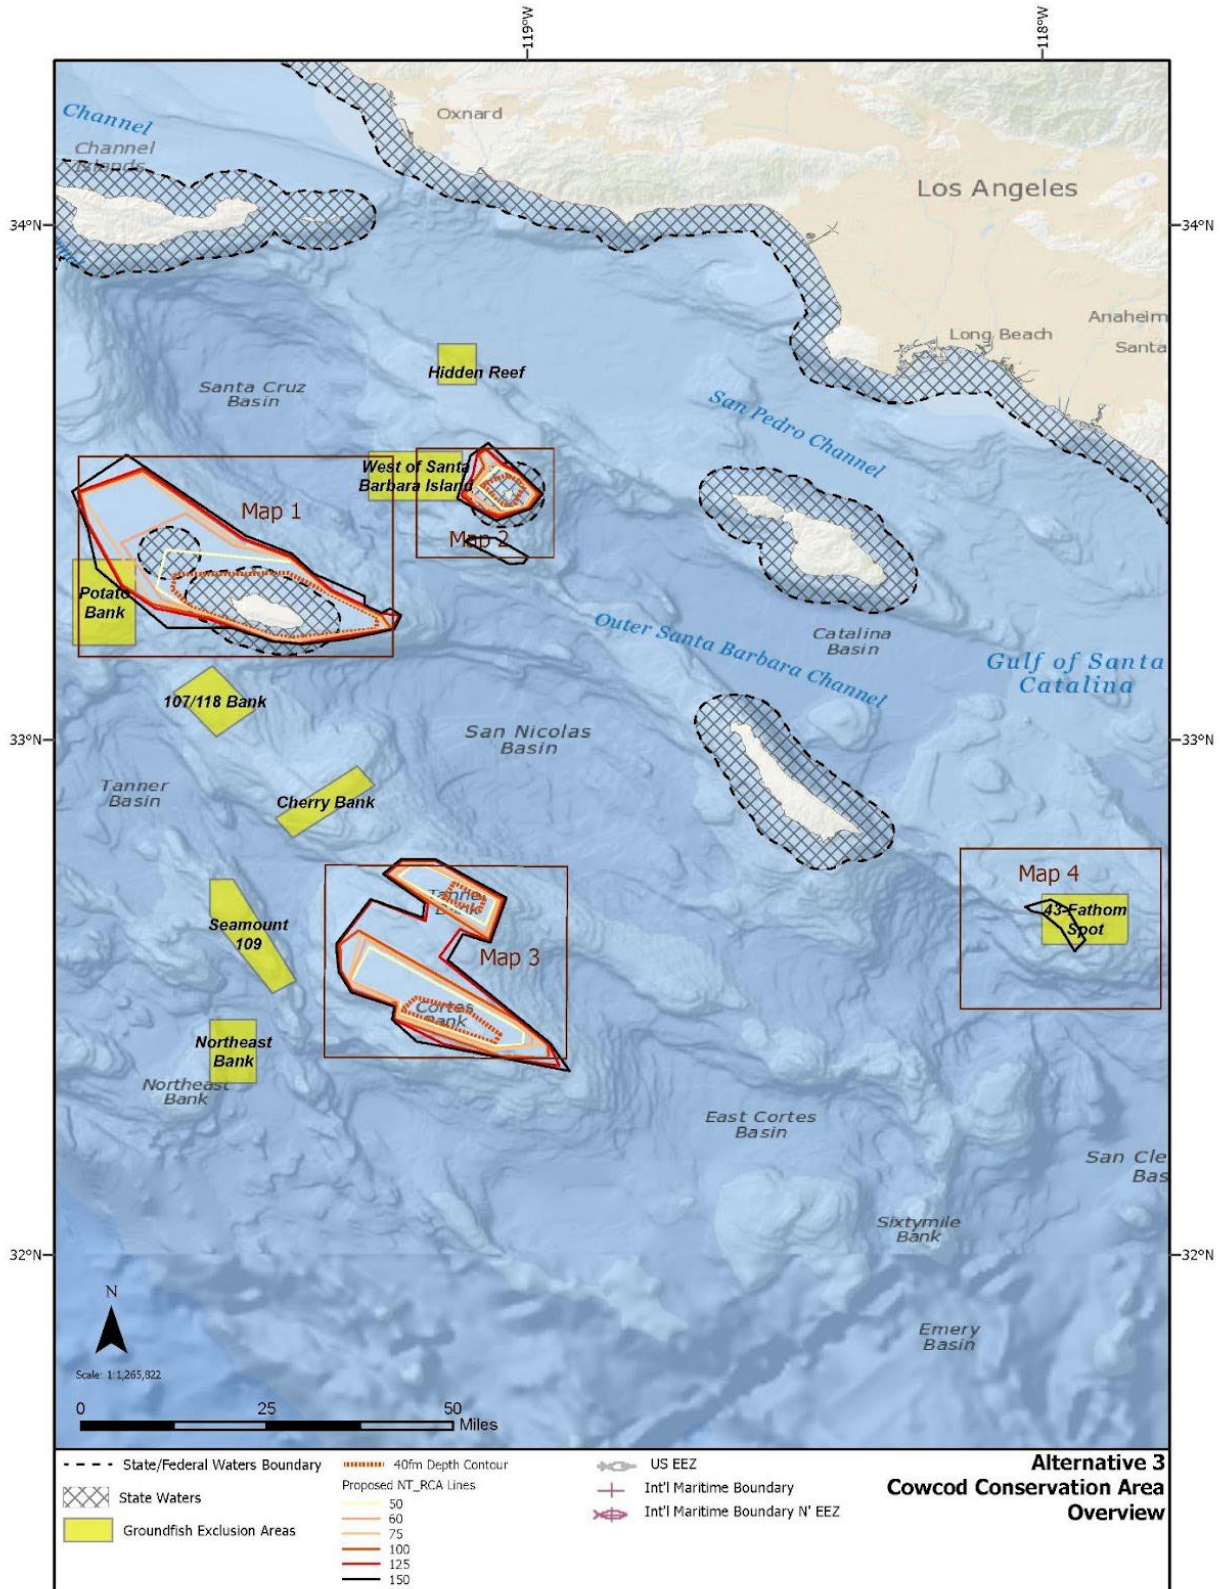 119°W
118°W
Channel
Channel
Islands
Oxnard
Los Angeles
34°N
34°N
Anaheim
Long Beach
Santa
Hidden Reef
Santa Cruz
Basin
San Pedro Channel
West of Santa
Barbara Island
Map 1
Map 2
Potato
Bank
Outer Santa Barbara Channel
Catalina
Basin
Gulf of Santa
Catalina
107/118 Bank
San Nicolas
Basin
33°N
33°N
Tanner
Basin
Cherry Bank
Map 4
Tanne
Bank
43-Fathom
Spot
Seamount
109
Map 3
Cortes
Bank
Northeast
Bank
Northeast
Bank
East Cortes
Basin
San Cle
Bas
Sixtymile
Bank
32°N
32°N
N
Emery
Basin
Scale: 1:1,265,822
0 25 50
Miles
State/Federal Waters Boundary
State Waters
Groundfish Exclusion Areas
40fm Depth Contour
Proposed NT_RCA Lines
50
60
75
100
125
150
US EEZ
Int'l Maritime Boundary
Int'l Maritime Boundary N' EEZ
Alternative 3
Cowcod Conservation Area
Overview